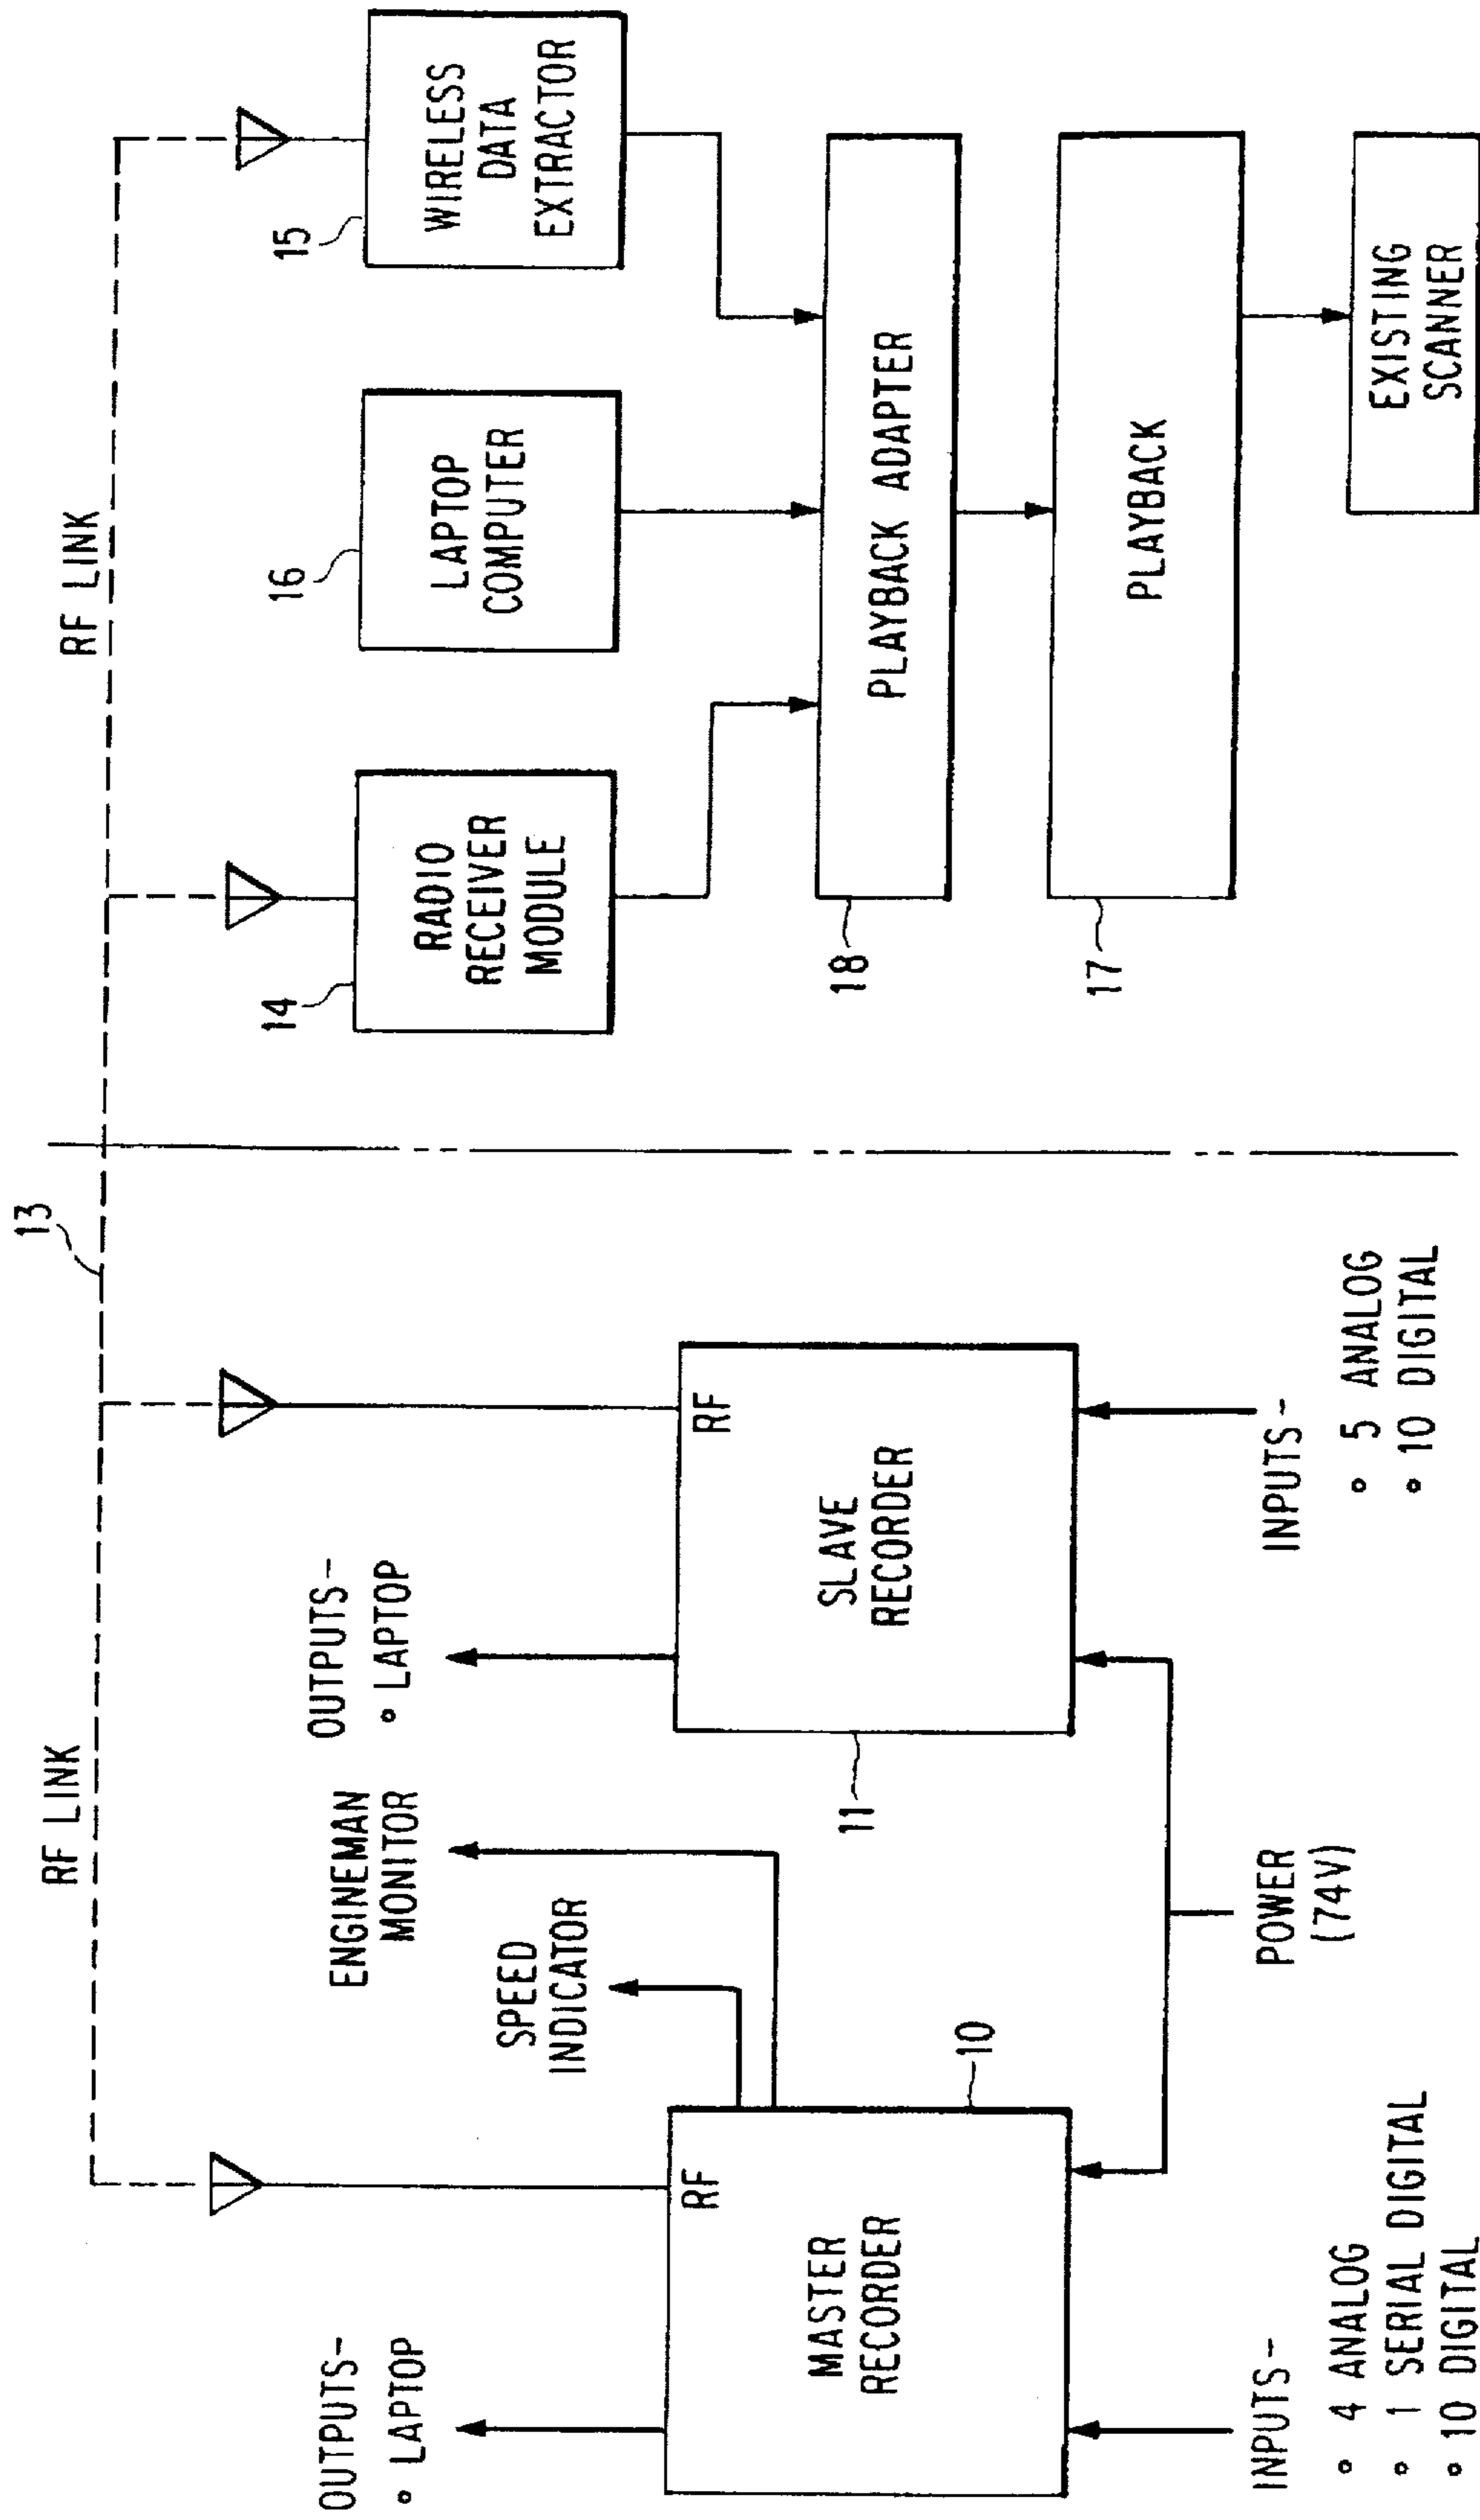 RF LINK
13
RF LINK
OUTPUTS-
• LAPTOP
ENGINEMAN
MONITOR
SPEED
INDICATOR
OUTPUTS-
• LAPTOP
RF
MASTER
RECORDER
10
RF
SLAVE
RECORDER
11
INPUTS-
• 4 ANALOG
• 1 SERIAL DIGITAL
• 10 DIGITAL
POWER
(74V)
INPUTS-
• 5 ANALOG
• 10 DIGITAL
14
RADIO
RECEIVER
MODULE
16
LAPTOP
COMPUTER
15
WIRELESS
DATA
EXTRACTOR
18
PLAYBACK ADAPTER
17
PLAYBACK
EXISTING
SCANNER